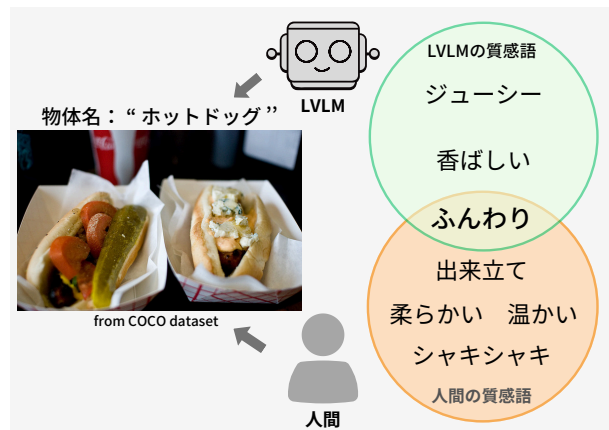 LVLMの質感語
ジューシー
LVLM
物体名： “ ホットドッグ ”
香ばしい
ふんわり
出来立て
柔らかい 温かい
from COCO dataset
シャキシャキ
人間の質感語
人間